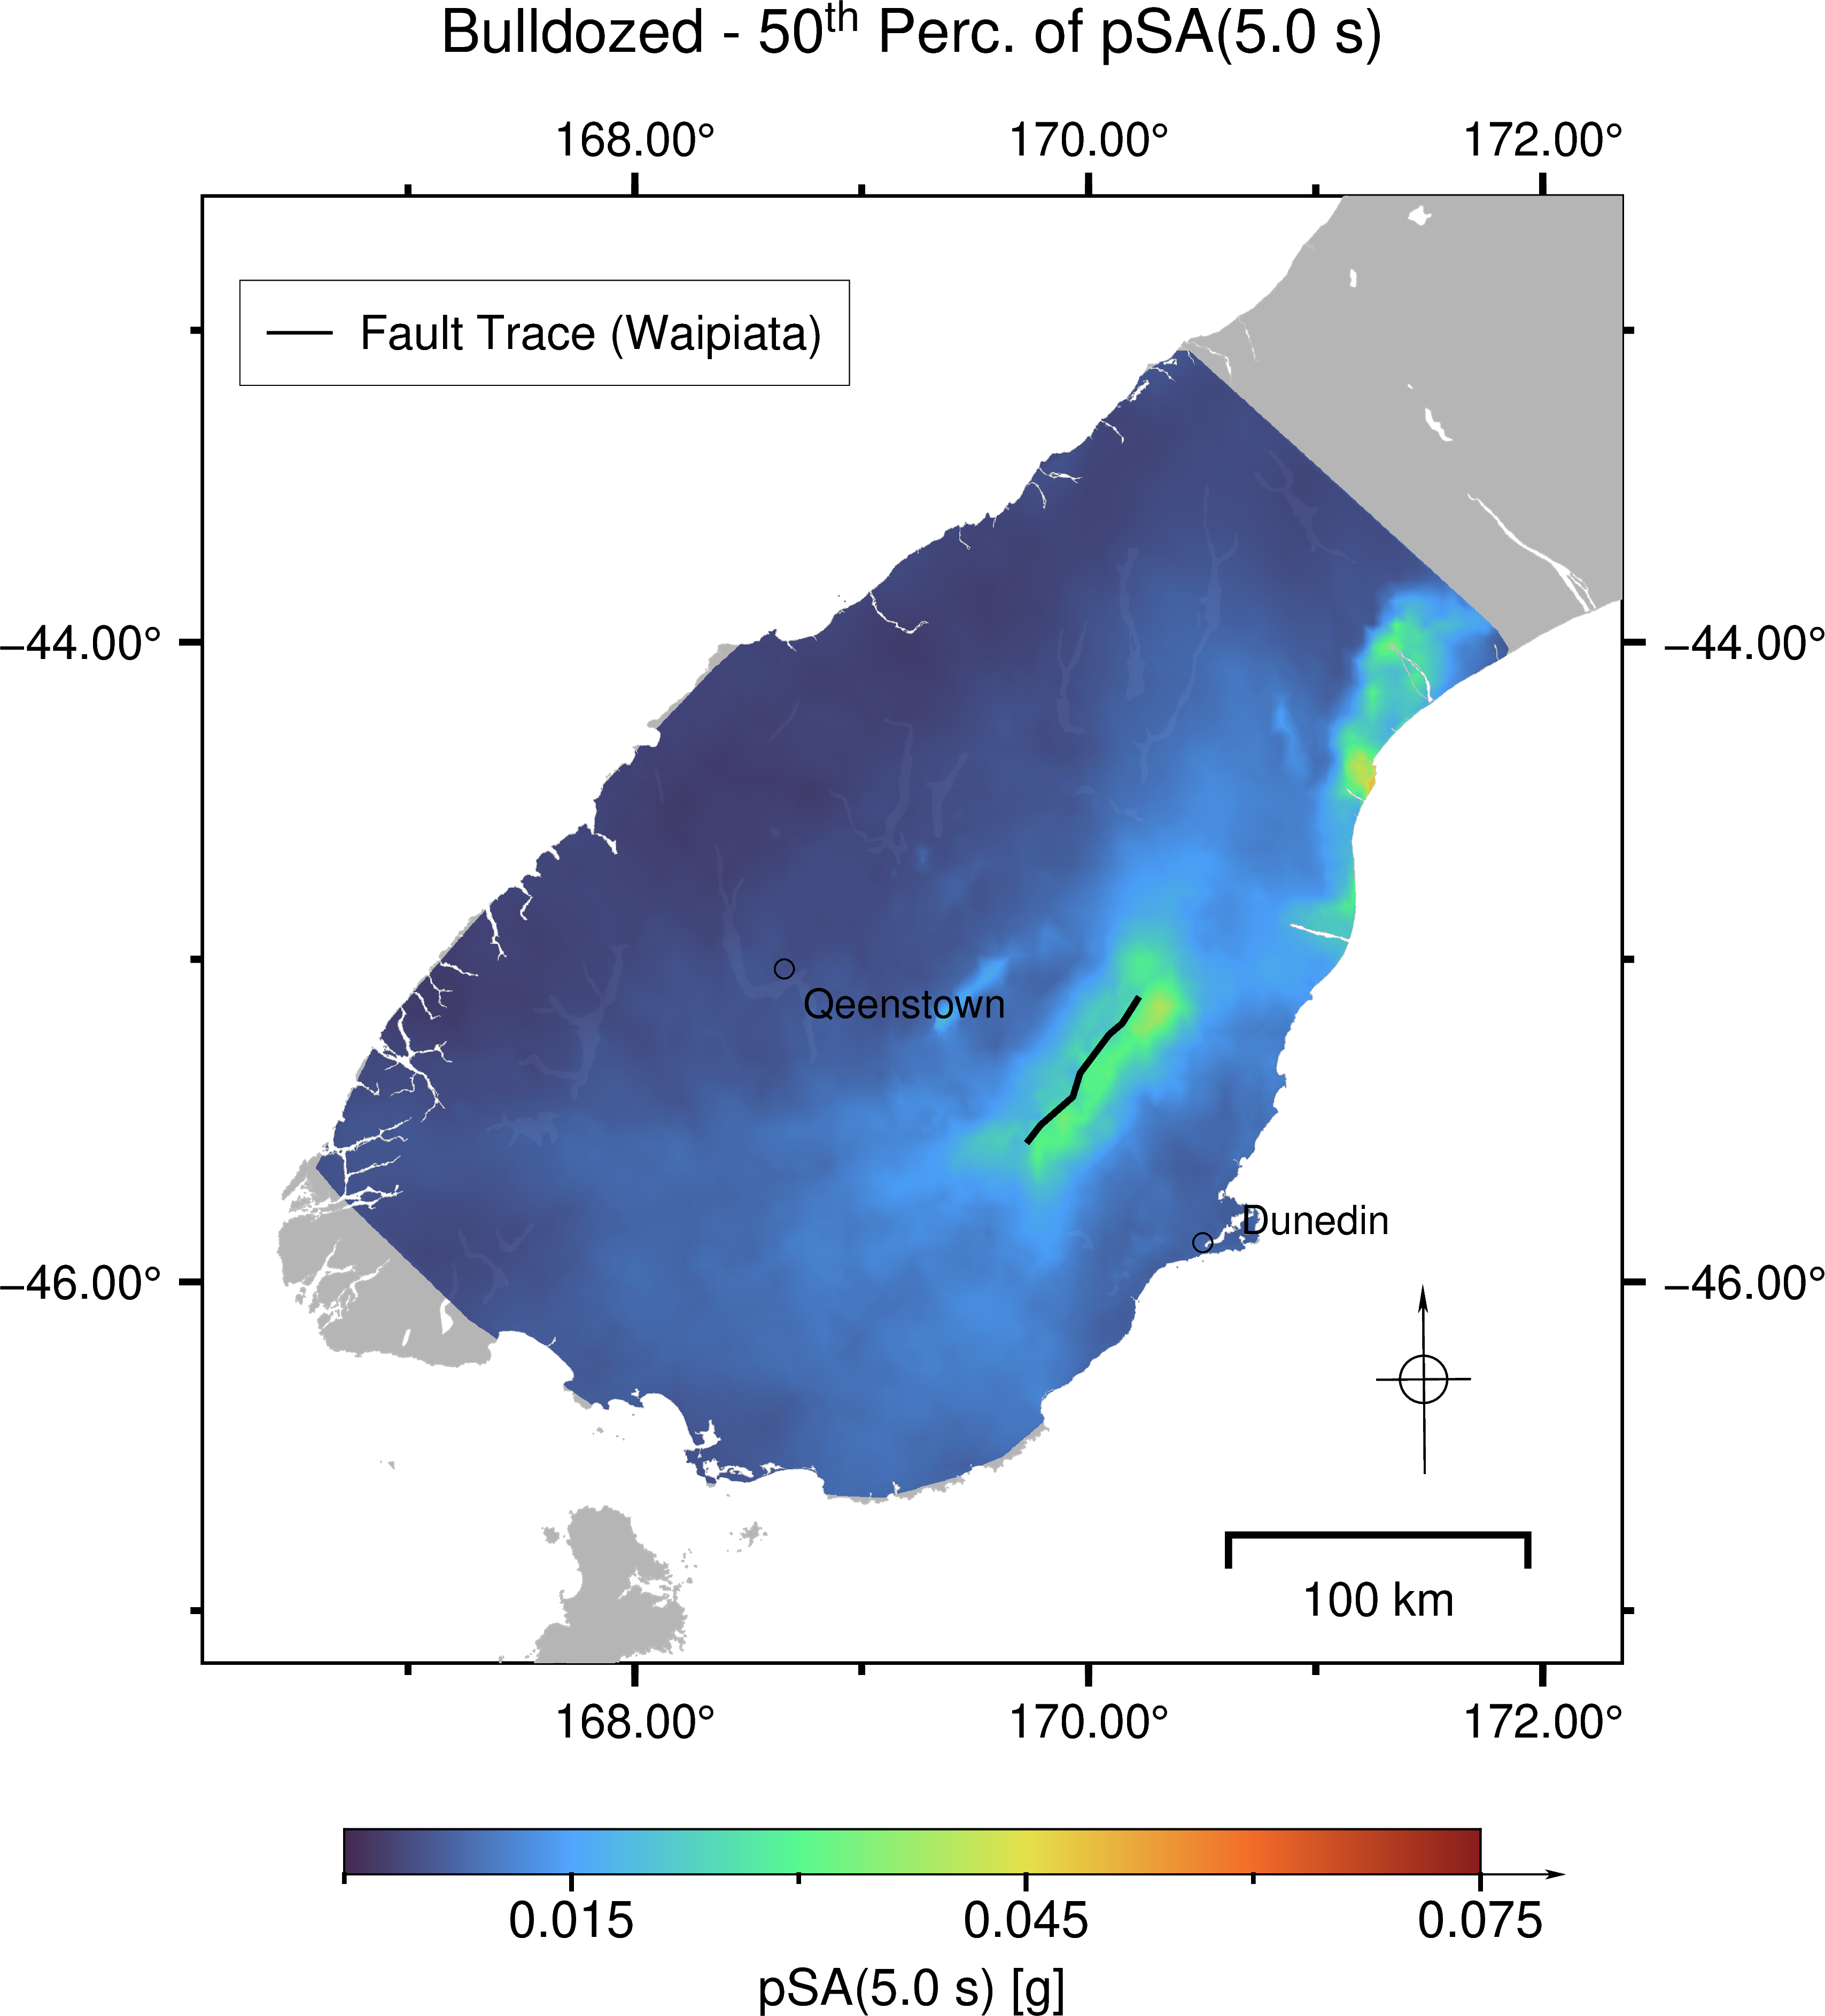 Bulldozed - 50th Perc. of pSA(5.0 s)
168.00° 170.00° 172.00°
Fault Trace (Waipiata)
−44.00° −44.00°
Qeenstown
Dunedin
−46.00° −46.00°
100 km
168.00° 170.00° 172.00°
0.015 0.045 0.075
pSA(5.0 s) [g]